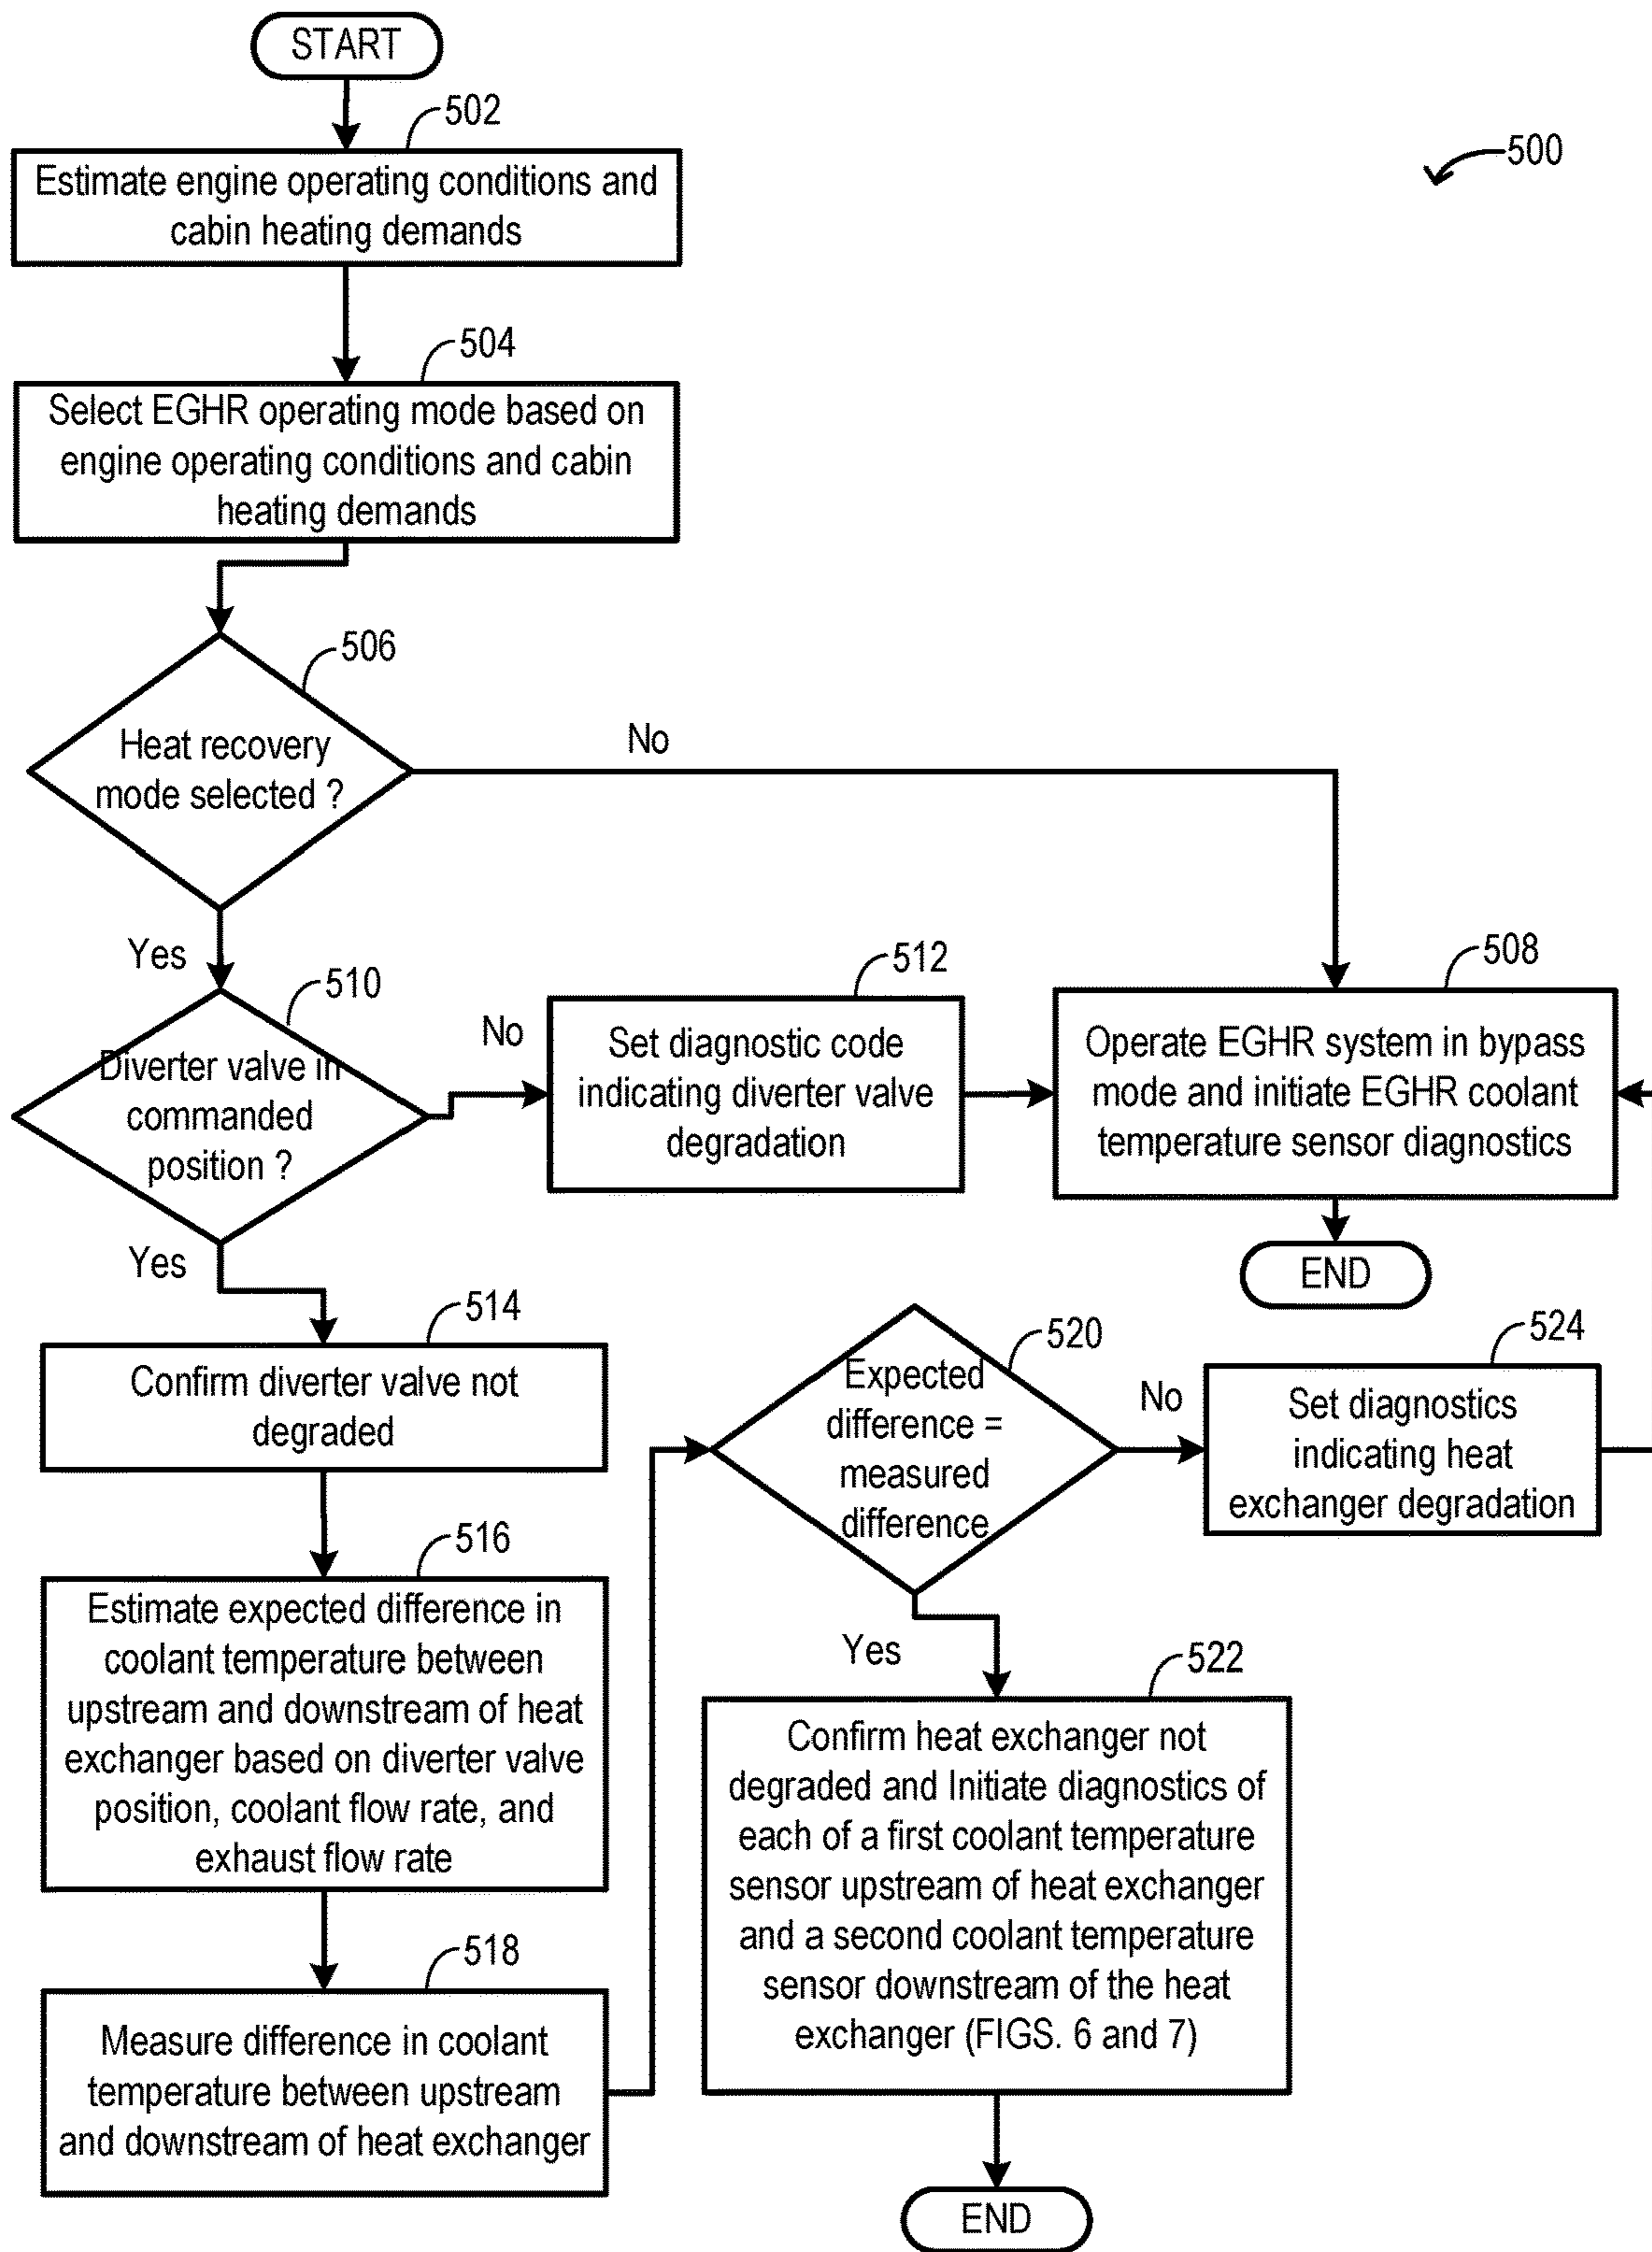 START
502
500
Estimate engine operating conditions and
cabin heating demands
504
Select EGHR operating mode based on
engine operating conditions and cabin
heating demands
506
Heat recovery
mode selected ?
No
Yes
510
Diverter valve in
commanded
position ?
No
512
Set diagnostic code
indicating diverter valve
degradation
508
Operate EGHR system in bypass
mode and initiate EGHR coolant
temperature sensor diagnostics
END
Yes
514
Confirm diverter valve not
degraded
516
Estimate expected difference in
coolant temperature between
upstream and downstream of heat
exchanger based on diverter valve
position, coolant flow rate, and
exhaust flow rate
518
Measure difference in coolant
temperature between upstream
and downstream of heat exchanger
520
Expected
difference =
measured
difference
No
524
Set diagnostics
indicating heat
exchanger degradation
Yes
522
Confirm heat exchanger not
degraded and Initiate diagnostics of
each of a first coolant temperature
sensor upstream of heat exchanger
and a second coolant temperature
sensor downstream of the heat
exchanger (FIGS. 6 and 7)
END